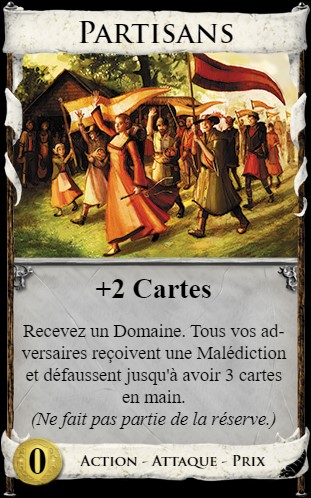 PARTISANS
+2 Cartes
Recevez un Domaine. Tous vos ad-
versaires reçoivent une Malédiction
et défaussent jusqu'à avoir 3 cartes
en main.
(Ne fait pas partie de la réserve.)
0
ACTION - ATTAQUE - PRIX